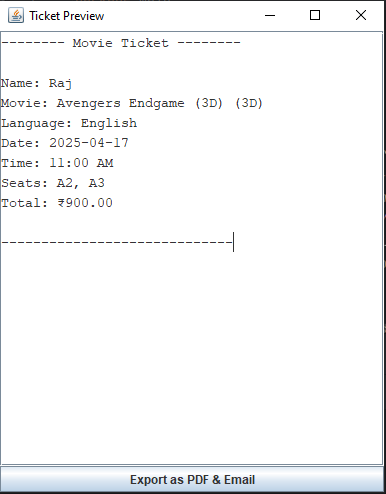 Ticket Preview
-------- Movie Ticket --------
Name: Raj
Movie: Avengers Endgame (3D) (3D)
Language: English
Date: 2025-04-17
Time: 11:00 AM
Seats: A2, A3
Total: ₹900.00
-----------------------------
Export as PDF & Email